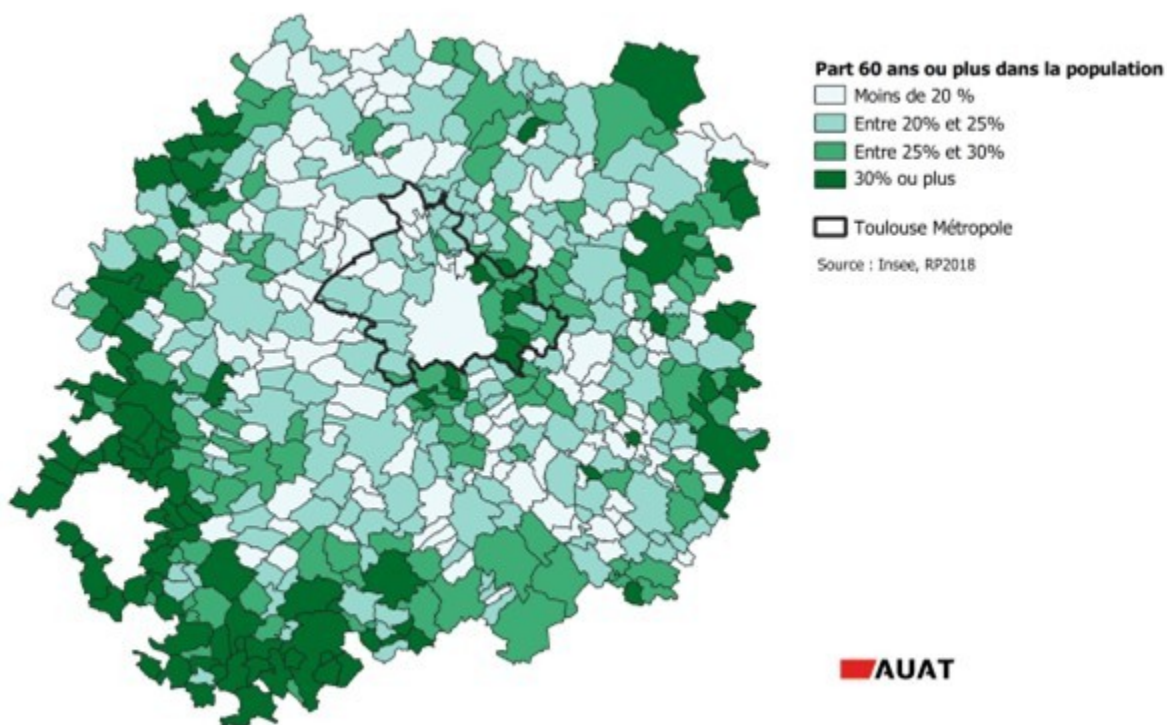 Part 60 ans ou plus dans la population
Moins de 20 %
Entre 20% et 25%
Entre 25% et 30%
30% ou plus
Toulouse Métropole
Source : Insee, RP2018
AUAT